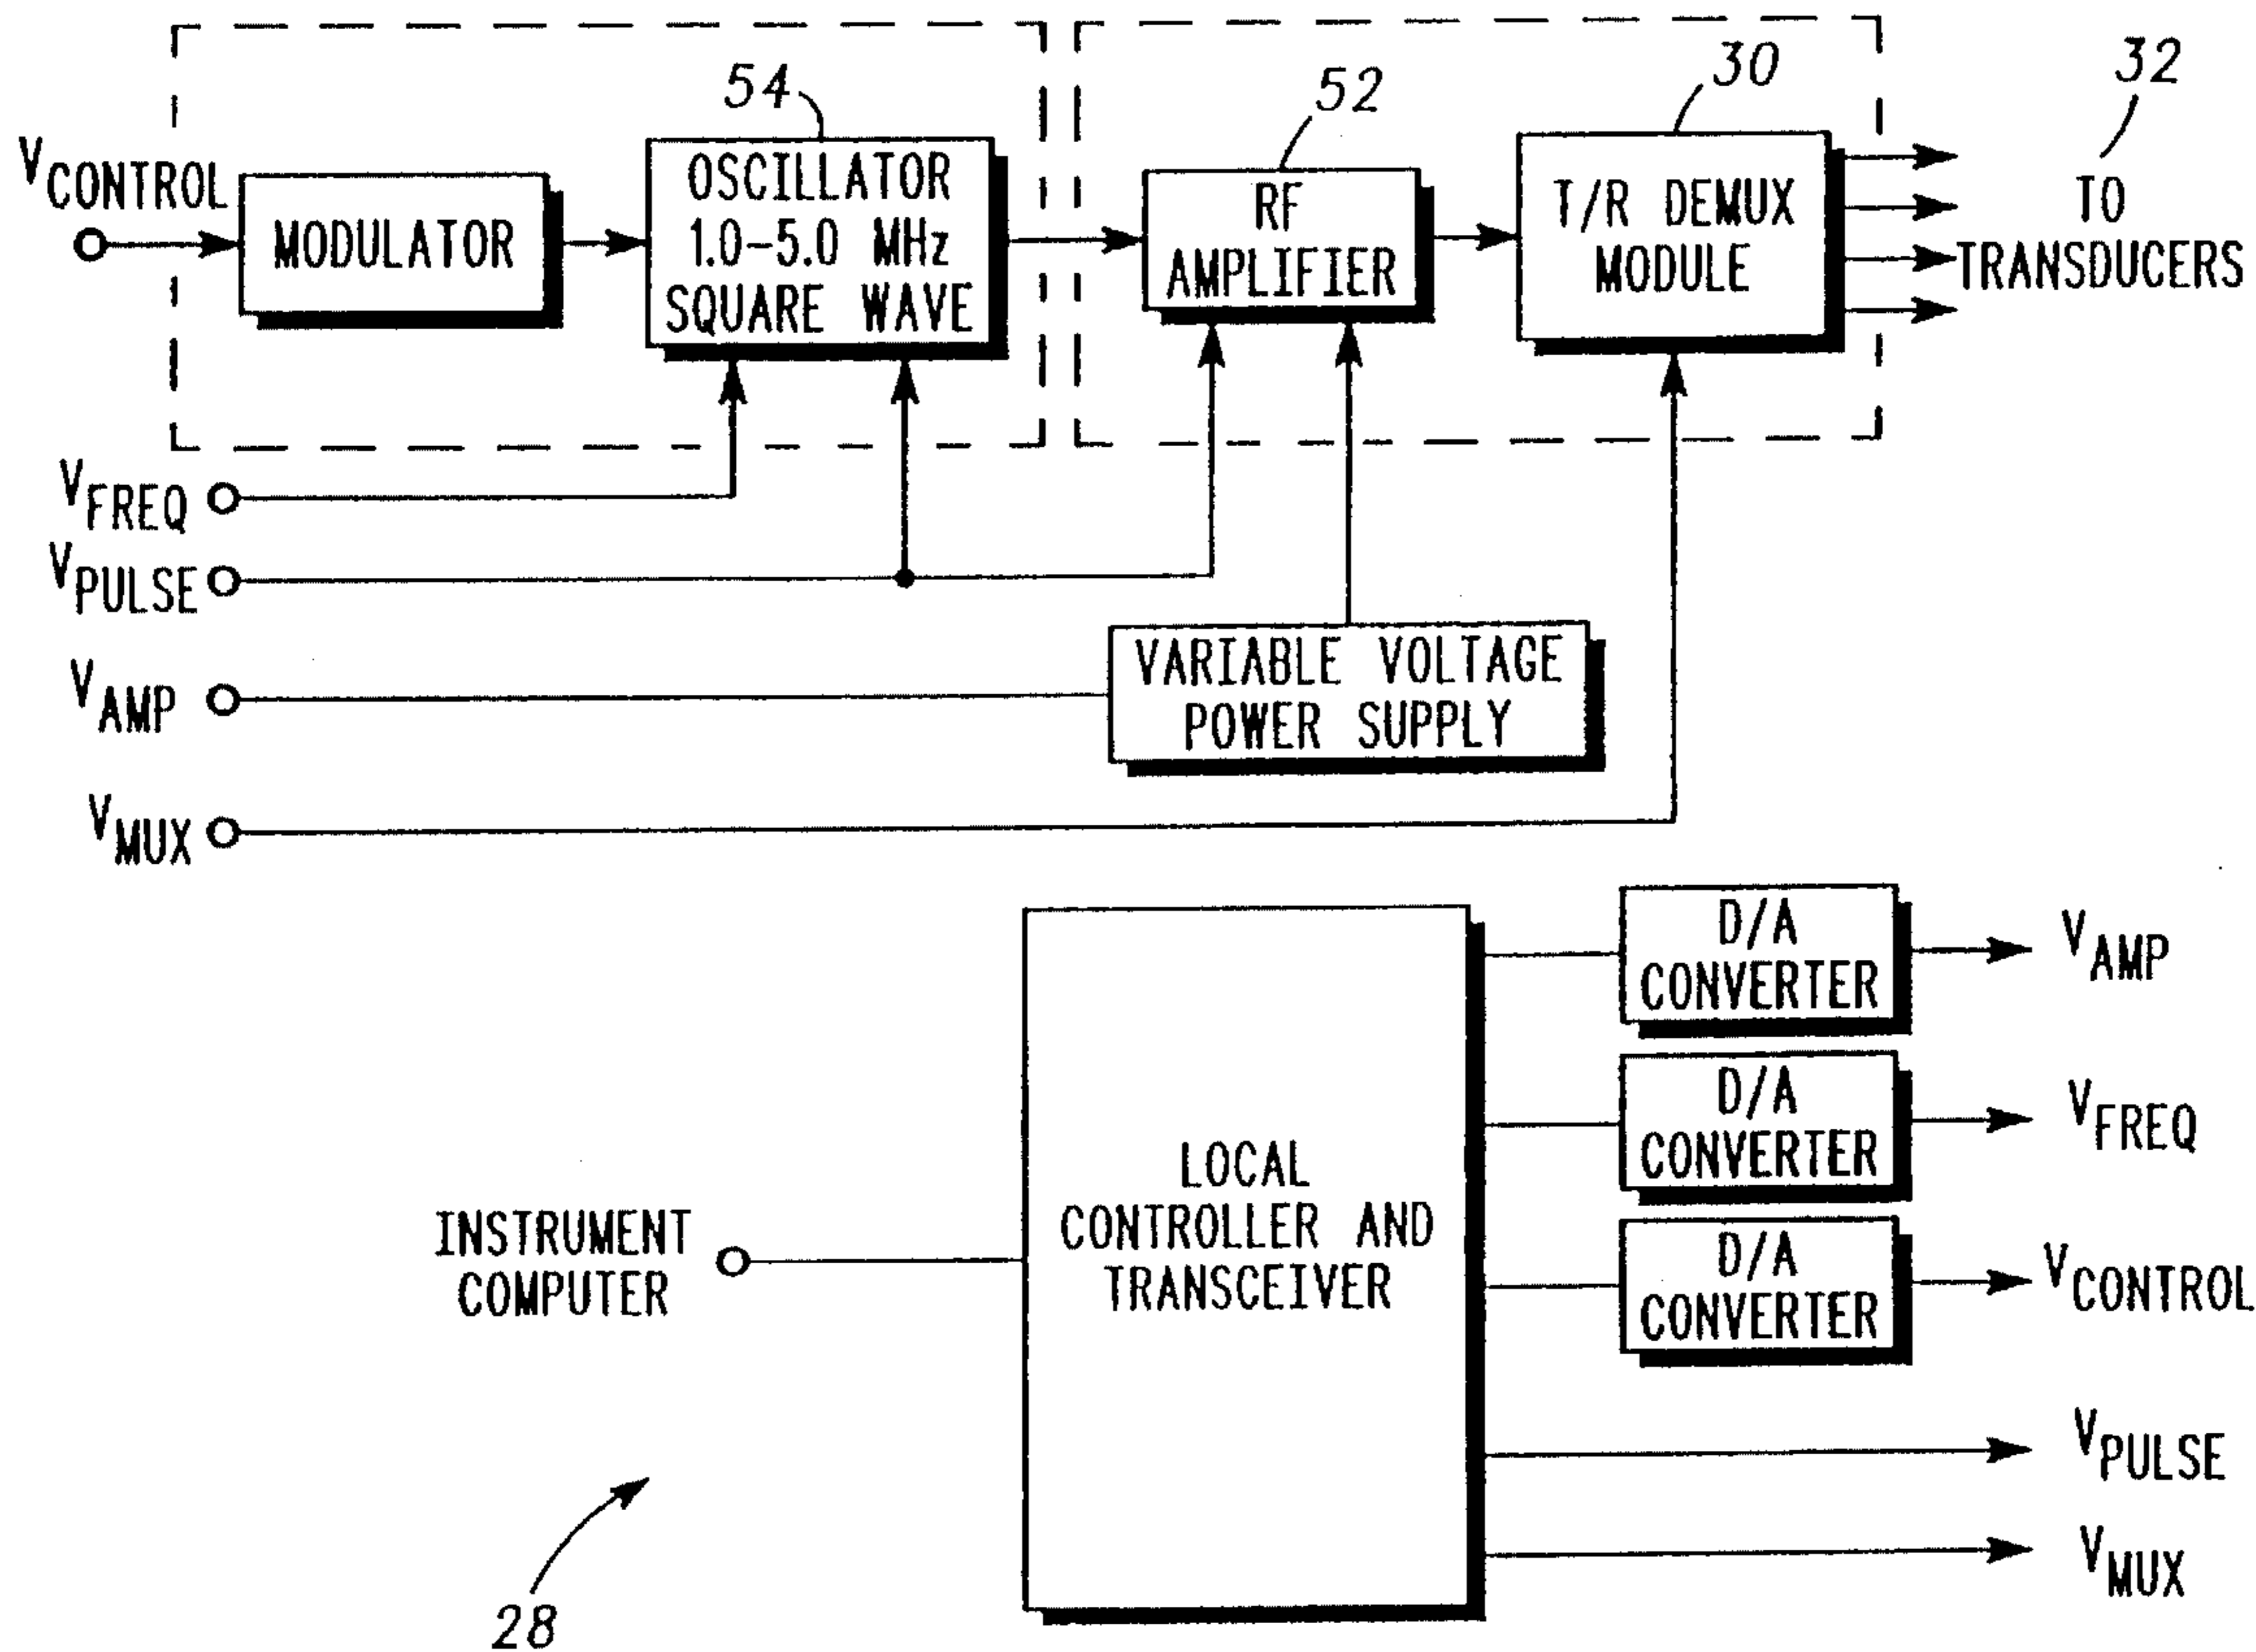 54
52
30
32
VCONTROL
MODULATOR
OSCILLATOR
1.0-5.0 MHz
SQUARE WAVE
RF
AMPLIFIER
T/R DEMUX
MODULE
TO
TRANSDUCERS
VFREQ
VPULSE
VAMP
VARIABLE VOLTAGE
POWER SUPPLY
VMUX
D/A
CONVERTER
VAMP
D/A
CONVERTER
VFREQ
LOCAL
CONTROLLER AND
TRANSCEIVER
INSTRUMENT
COMPUTER
D/A
CONVERTER
VCONTROL
VPULSE
VMUX
28